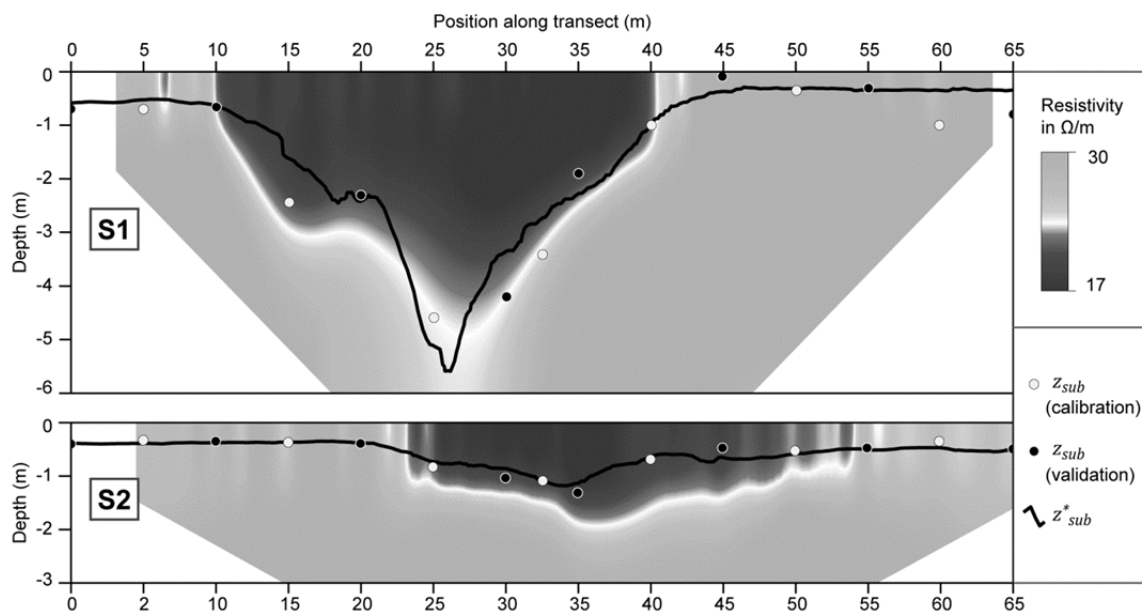 Position along transect (m)
0 5 10 15 20 25 30 35 40 45 50 55 60 65
0
-1
-2
-3
-4
-5
-6
Depth (m)
S1
Resistivity
in Ω/m
30
17
0
-1
-2
-3
Depth (m)
S2
0 5 2 15 20 25 30 35 40 45 50 55 60 65
z_sub
(calibration)
z_sub
(validation)
z*_sub